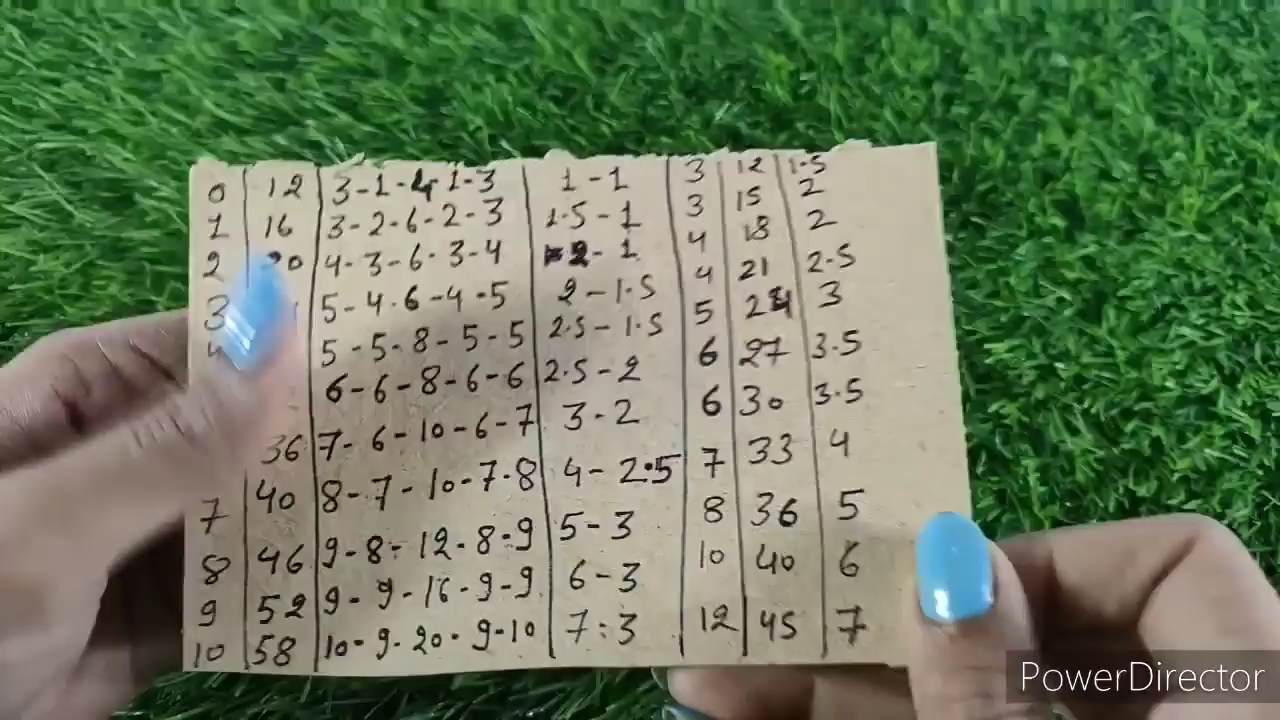 0 12 3-1-4-1-3 1-1 3 12 1.5
1 16 3-2-6-2-3 1.5-1 3 15 2
2 20 4-3-6-3-4 2-1 4 18 2
3 5-4-6-4-5 2-1.5 4 21 2.5
4 5-5-8-5-5 2.5-1.5 5 24 3
6-6-8-6-6 2.5-2 6 27 3.5
36 7-6-10-6-7 3-2 6 30 3.5
7 40 8-7-10-7-8 4-2.5 7 33 4
8 46 9-8-12-8-9 5-3 8 36 5
9 52 9-9-16-9-9 6-3 10 40 6
10 58 10-9-20-9-10 7:3 12 45 7
PowerDirector